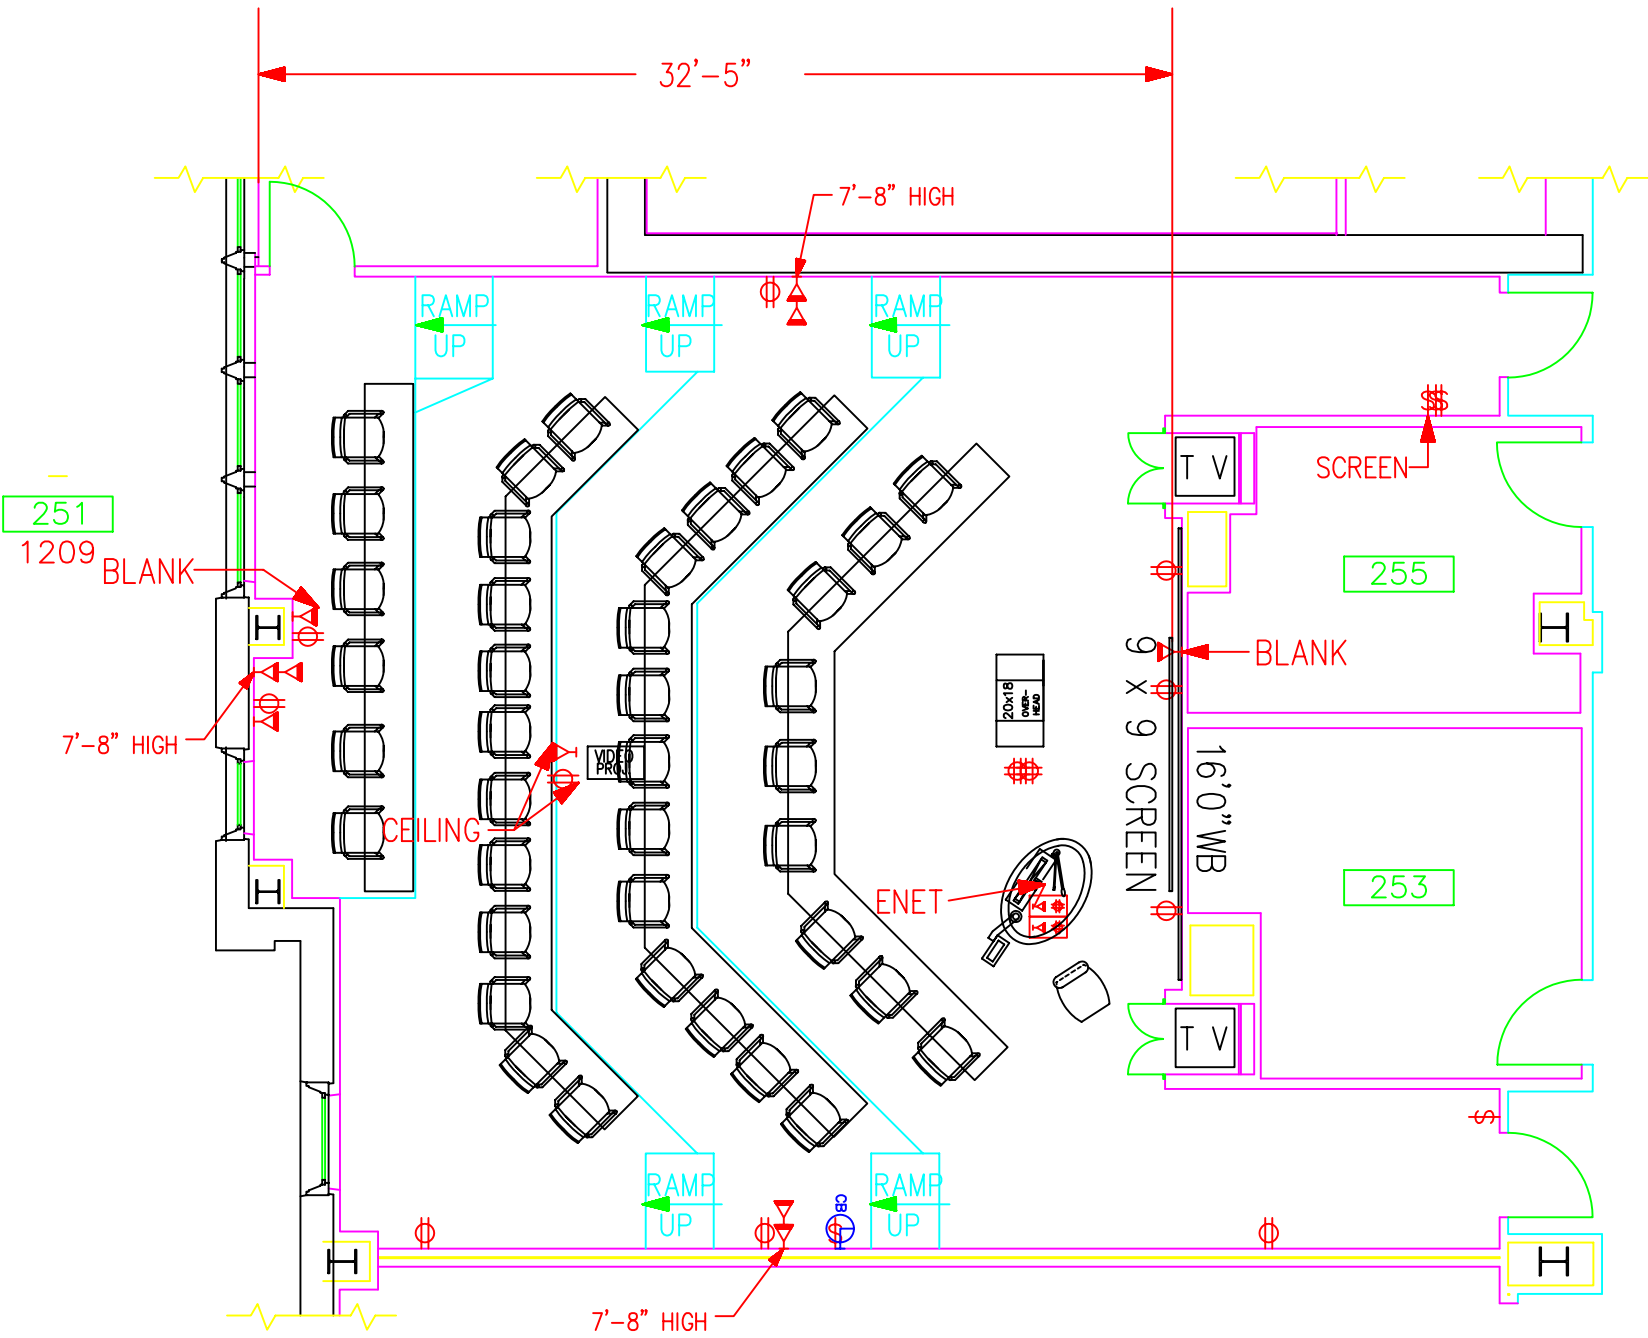 32'-5"
7'-8" HIGH
RAMP
UP
RAMP
UP
RAMP
UP
T V
SCREEN
251
1209
BLANK
H
255
H
9 x 9 SCREEN
BLANK
20x18
OVER-
HEAD
7'-8" HIGH
VIDEO
PROJ
16'0"WB
CEILING
H
ENET
253
T V
$
RAMP
UP
CB
RAMP
UP
H
H
7'-8" HIGH